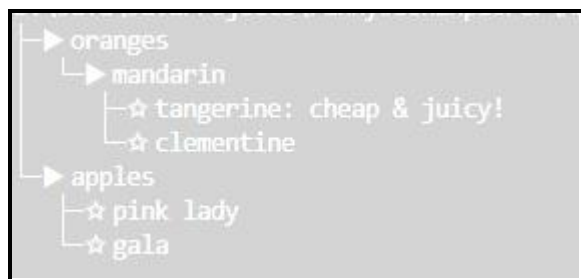 oranges
mandarin
tangerine: cheap & juicy!
clementine
apples
pink lady
gala